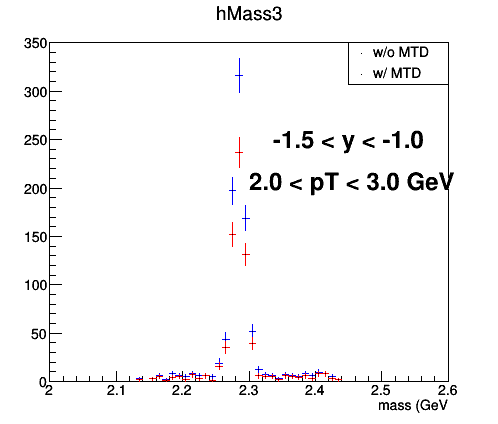 hMass3
350
300
250
200
150
100
50
0
w/o MTD
w/ MTD
-1.5 < y < -1.0
2.0 < pT < 3.0 GeV
2 2.1 2.2 2.3 2.4 2.5 2.6
mass (GeV